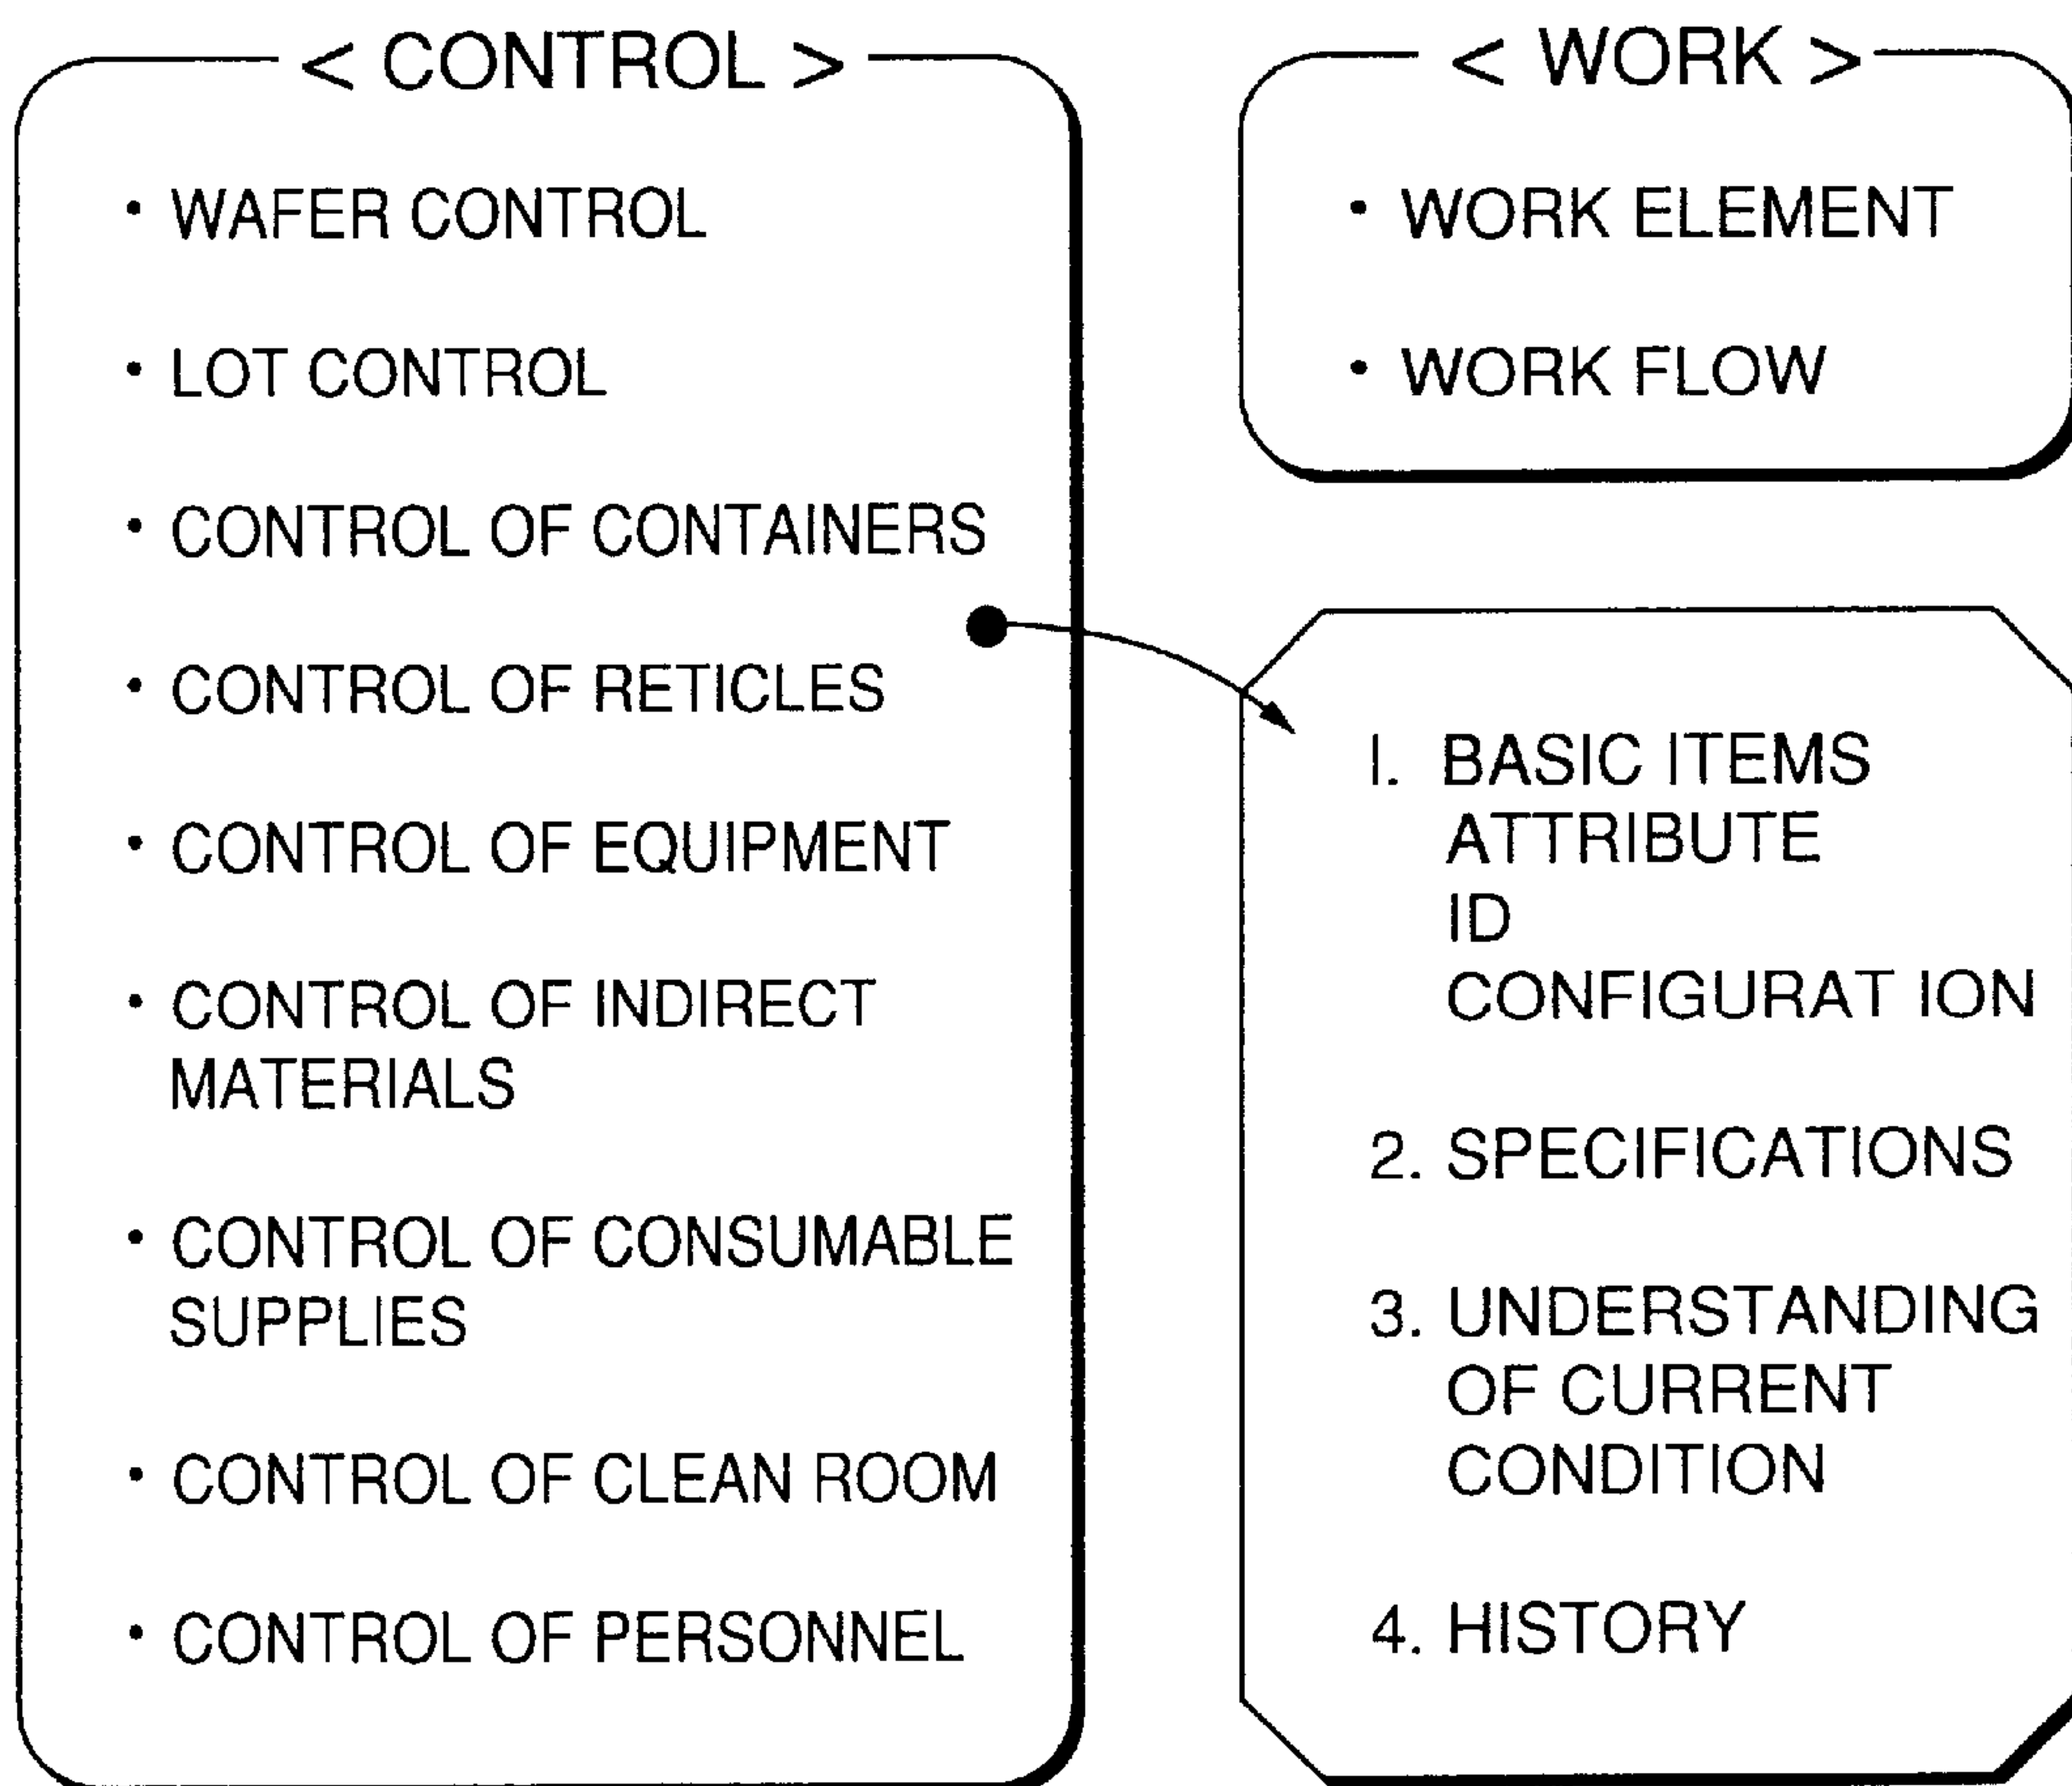 < CONTROL >
• WAFER CONTROL
• LOT CONTROL
• CONTROL OF CONTAINERS
• CONTROL OF RETICLES
• CONTROL OF EQUIPMENT
• CONTROL OF INDIRECT
MATERIALS
• CONTROL OF CONSUMABLE
SUPPLIES
• CONTROL OF CLEAN ROOM
• CONTROL OF PERSONNEL
< WORK >
• WORK ELEMENT
• WORK FLOW
I. BASIC ITEMS
ATTRIBUTE
ID
CONFIGURAT ION
2. SPECIFICATIONS
3. UNDERSTANDING
OF CURRENT
CONDITION
4. HISTORY